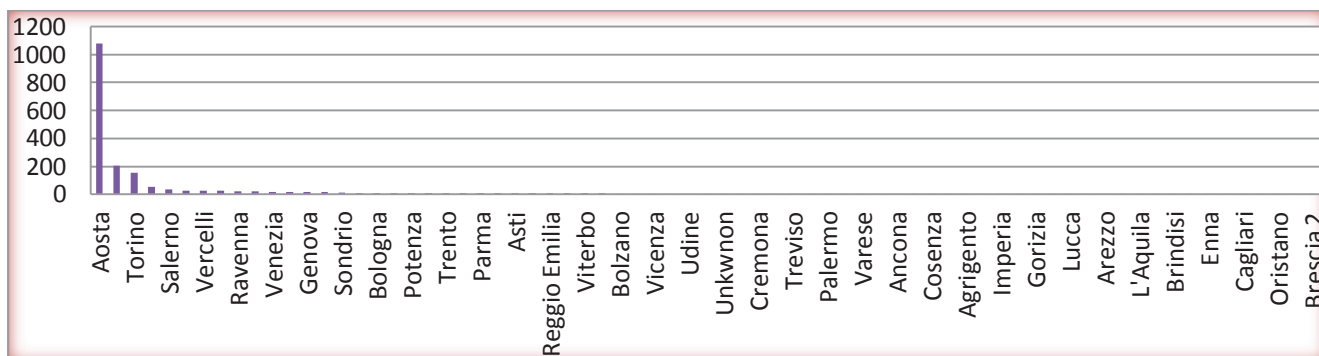 1200
1000
800
600
400
200
0
Aosta
Torino
Salerno
Vercelli
Ravenna
Venezia
Genova
Sondrio
Bologna
Potenza
Trento
Parma
Asti
Reggio Emilia
Viterbo
Bolzano
Vicenza
Udine
Unkwnon
Cremona
Treviso
Palermo
Varese
Ancona
Cosenza
Agrigento
Imperia
Gorizia
Lucca
Arezzo
L'Aquila
Brindisi
Enna
Cagliari
Oristano
Brescia 2